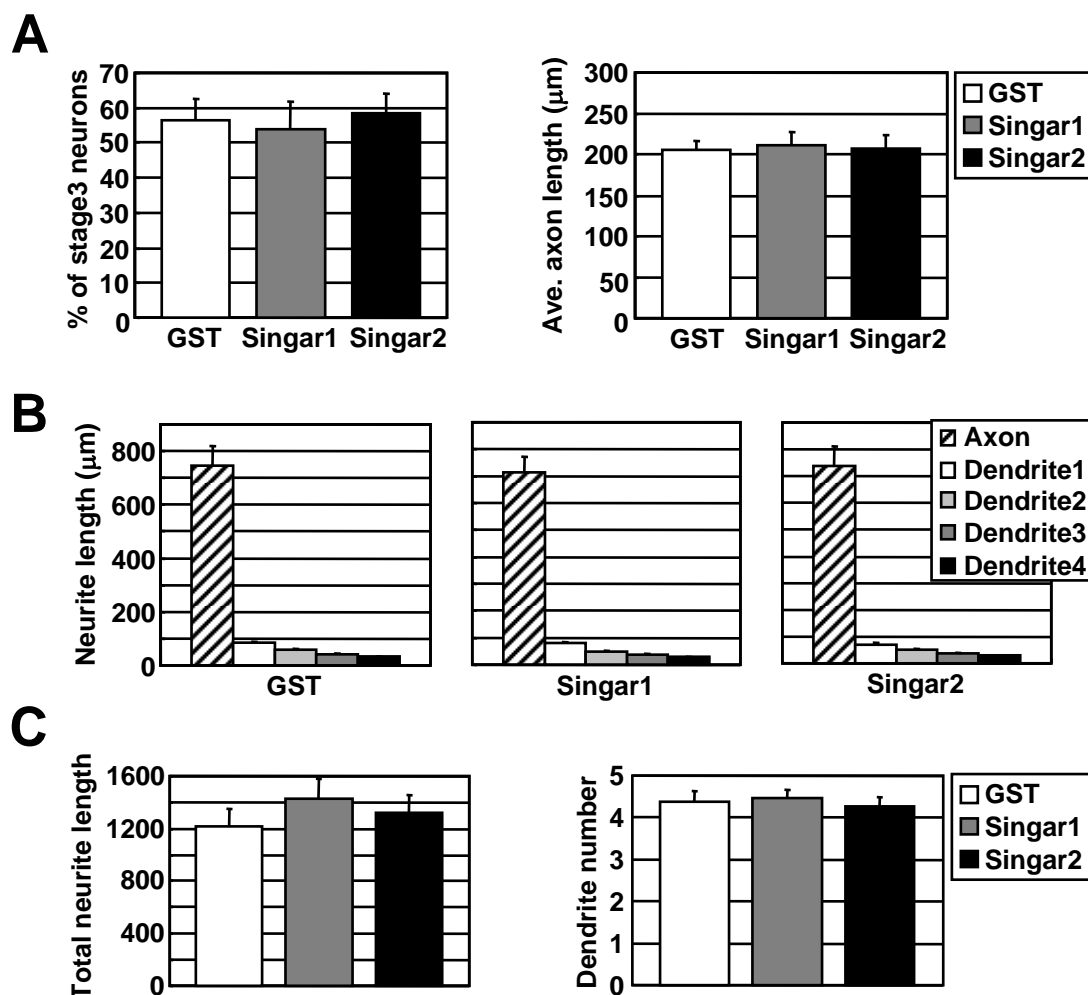 A
% of stage3 neurons
70
60
50
40
30
20
10
0
GST Singar1 Singar2
Ave. axon length (μm)
300
250
200
150
100
50
0
GST Singar1 Singar2
GST
Singar1
Singar2
B
Neurite length (μm)
800
600
400
200
0
GST
Singar1
Singar2
Axon
Dendrite1
Dendrite2
Dendrite3
Dendrite4
C
Total neurite length
1600
1200
800
400
0
Dendrite number
5
4
3
2
1
0
GST
Singar1
Singar2